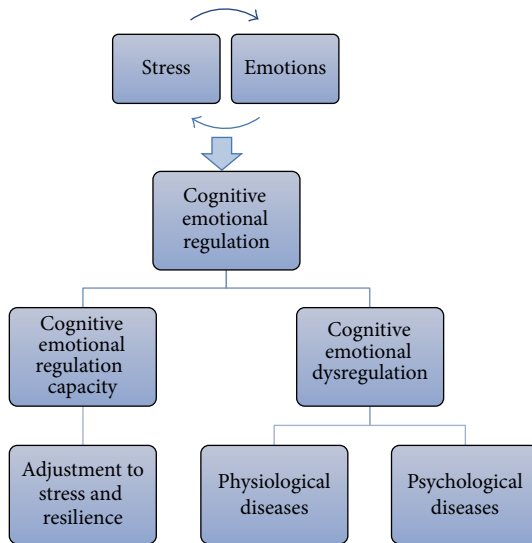 Stress
Emotions
Cognitive
emotional
regulation
Cognitive
emotional
regulation
capacity
Cognitive
emotional
dysregulation
Adjustment to
stress and
resilience
Physiological
diseases
Psychological
diseases